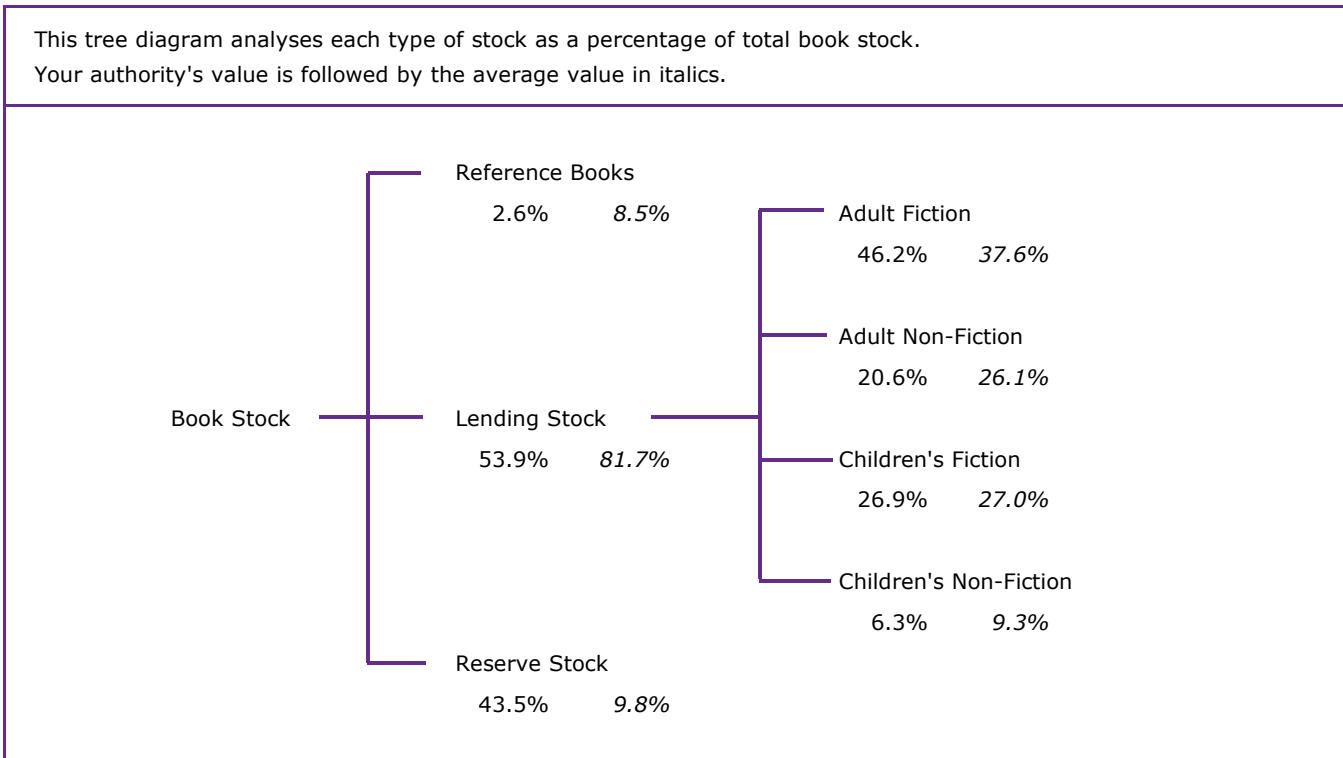 This tree diagram analyses each type of stock as a percentage of total book stock.
Your authority's value is followed by the average value in italics.
Reference Books
2.6% 8.5%
Adult Fiction
46.2% 37.6%
Adult Non-Fiction
20.6% 26.1%
Book Stock
Lending Stock
53.9% 81.7%
Children's Fiction
26.9% 27.0%
Children's Non-Fiction
6.3% 9.3%
Reserve Stock
43.5% 9.8%